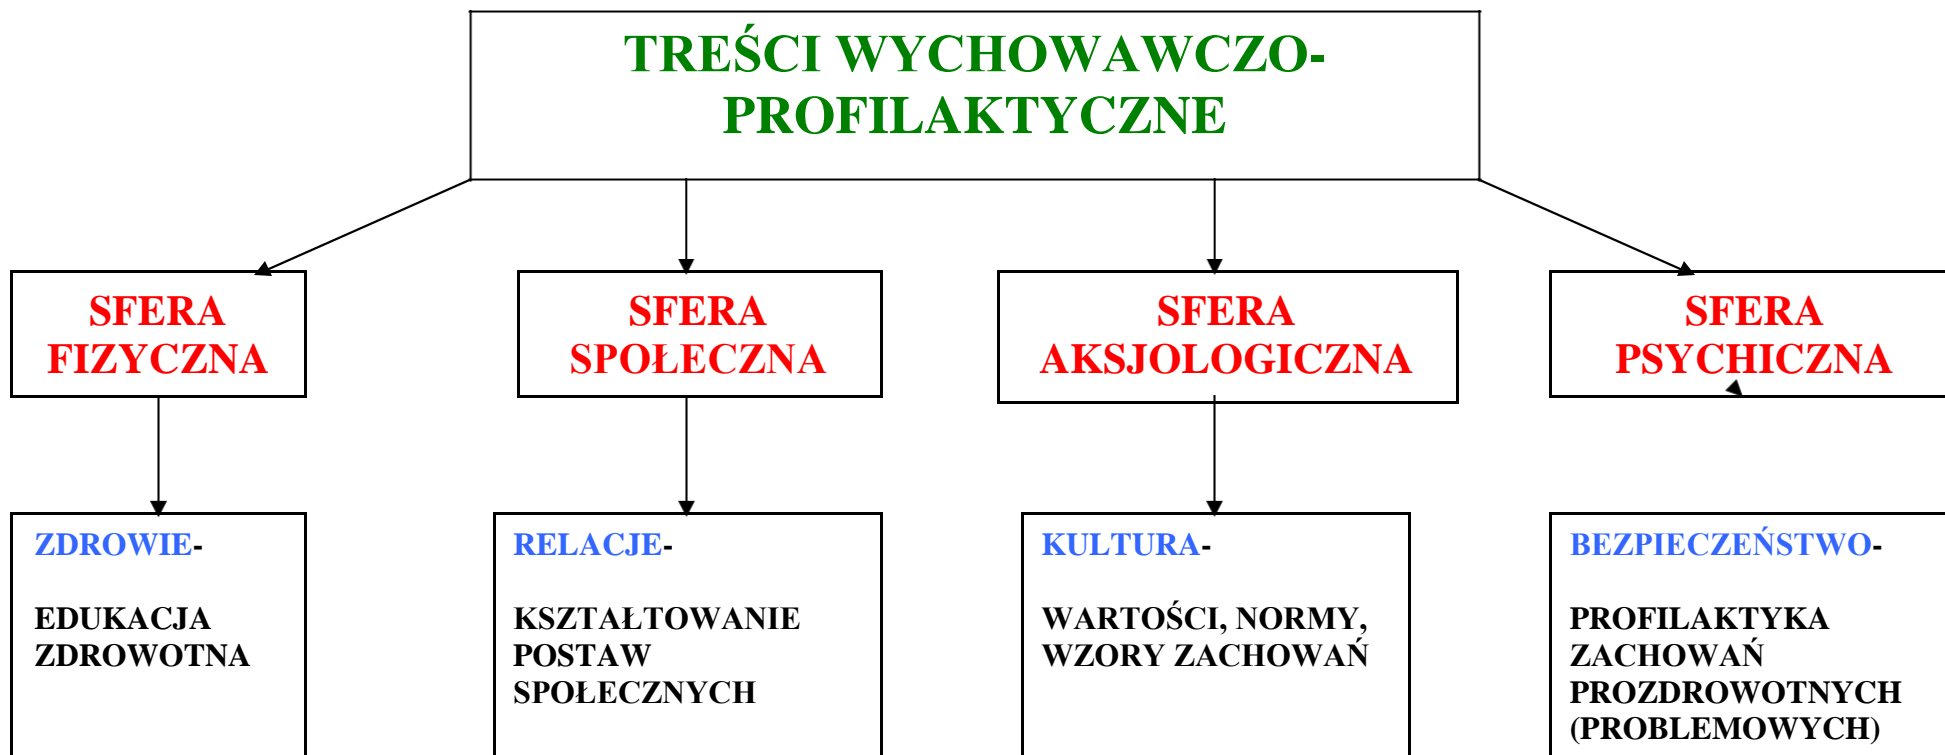 TREŚCI WYCHOWAWCZO-
PROFILAKTYCZNE
SFERA
FIZYCZNA
SFERA
SPOŁECZNA
SFERA
AKSJOLOGICZNA
SFERA
PSYCHICZNA
ZDROWIE-
EDUKACJA
ZDROWOTNA
RELACJE-
KSZTAŁTOWANIE
POSTAW
SPOŁECZNYCH
KULTURA-
WARTOŚCI, NORMY,
WZORY ZACHOWAŃ
BEZPIECZEŃSTWO-
PROFILAKTYKA
ZACHOWAŃ
PROZDROWOTNYCH
(PROBLEMOWYCH)